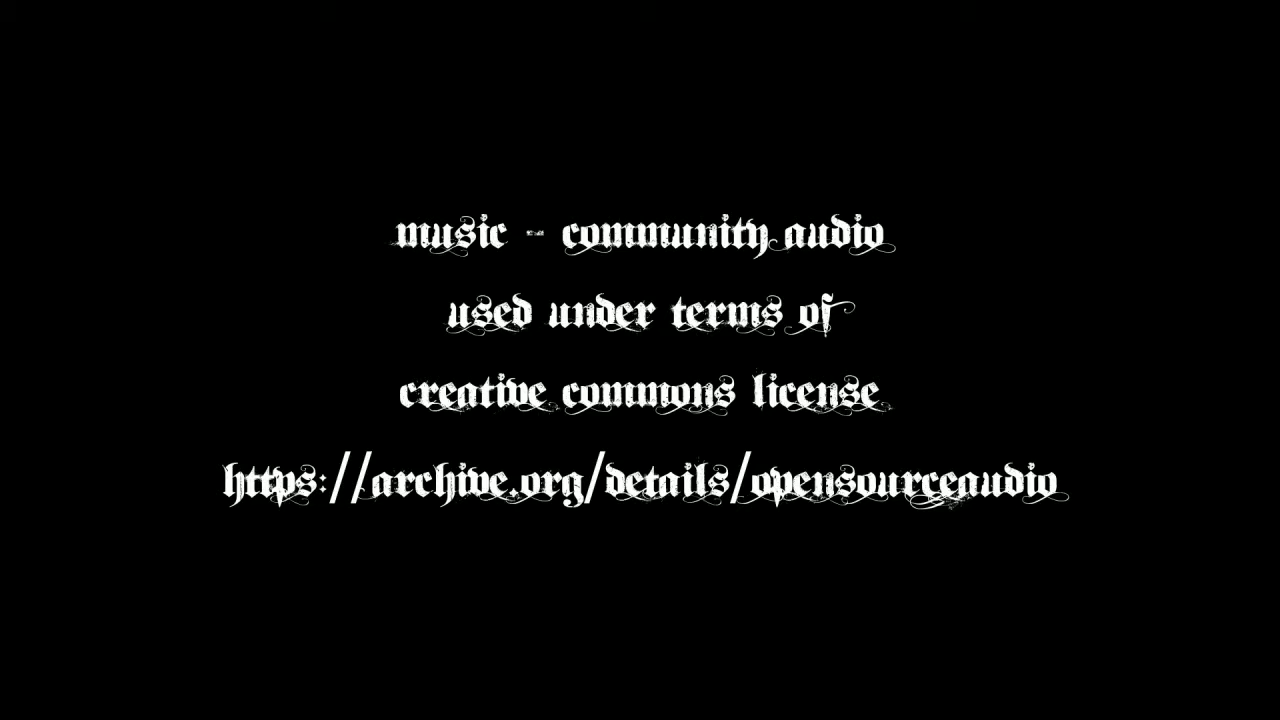 music - community audio
used under terms of
creative commons license
https://archive.org/details/opensourceaudio